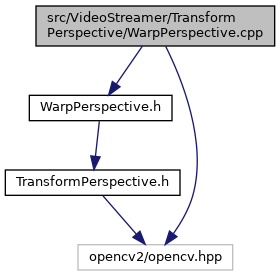 src/VideoStreamer/Transform
Perspective/WarpPerspective.cpp
WarpPerspective.h
TransformPerspective.h
opencv2/opencv.hpp